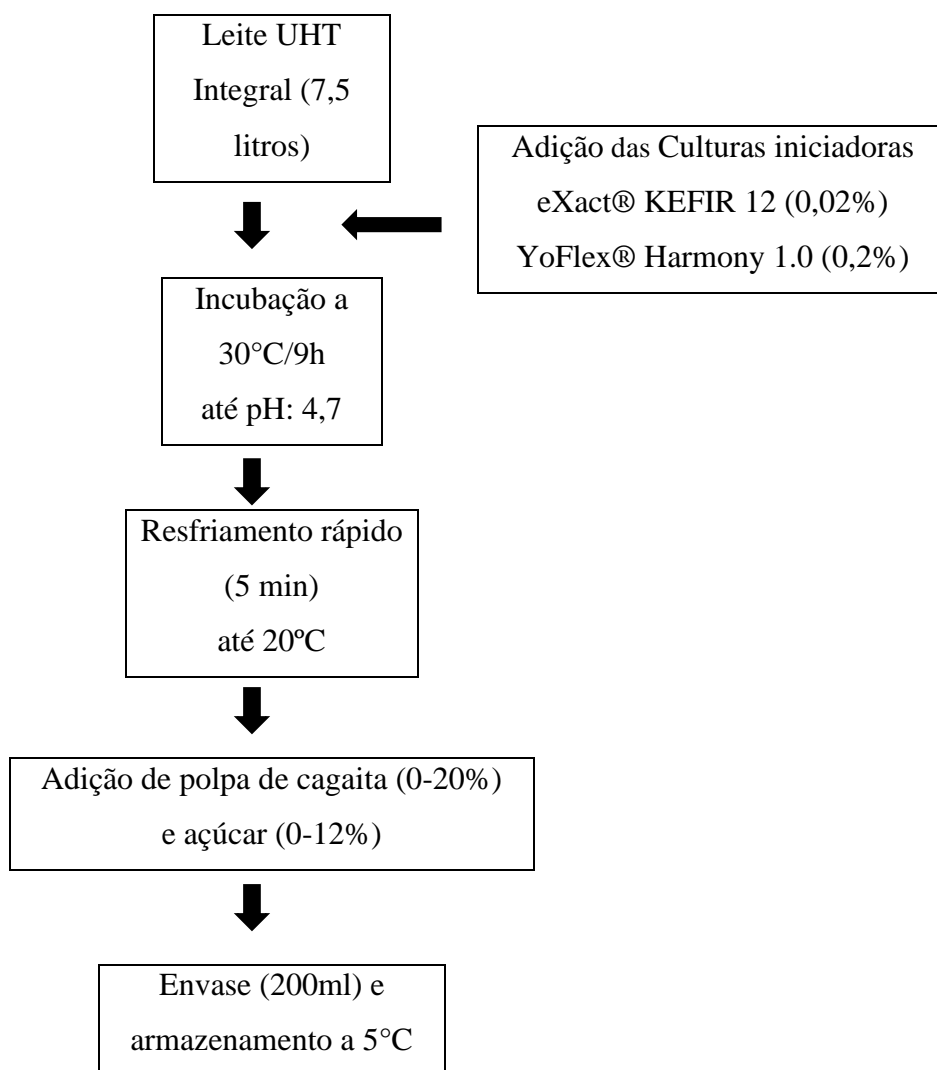 Leite UHT
Integral (7,5
litros)
Adição das Culturas iniciadoras
eXact® KEFIR 12 (0,02%)
YoFlex® Harmony 1.0 (0,2%)
Incubação a
30°C/9h
até pH: 4,7
Resfriamento rápido
(5 min)
até 20ºC
Adição de polpa de cagaita (0-20%)
e açúcar (0-12%)
Envase (200ml) e
armazenamento a 5°C